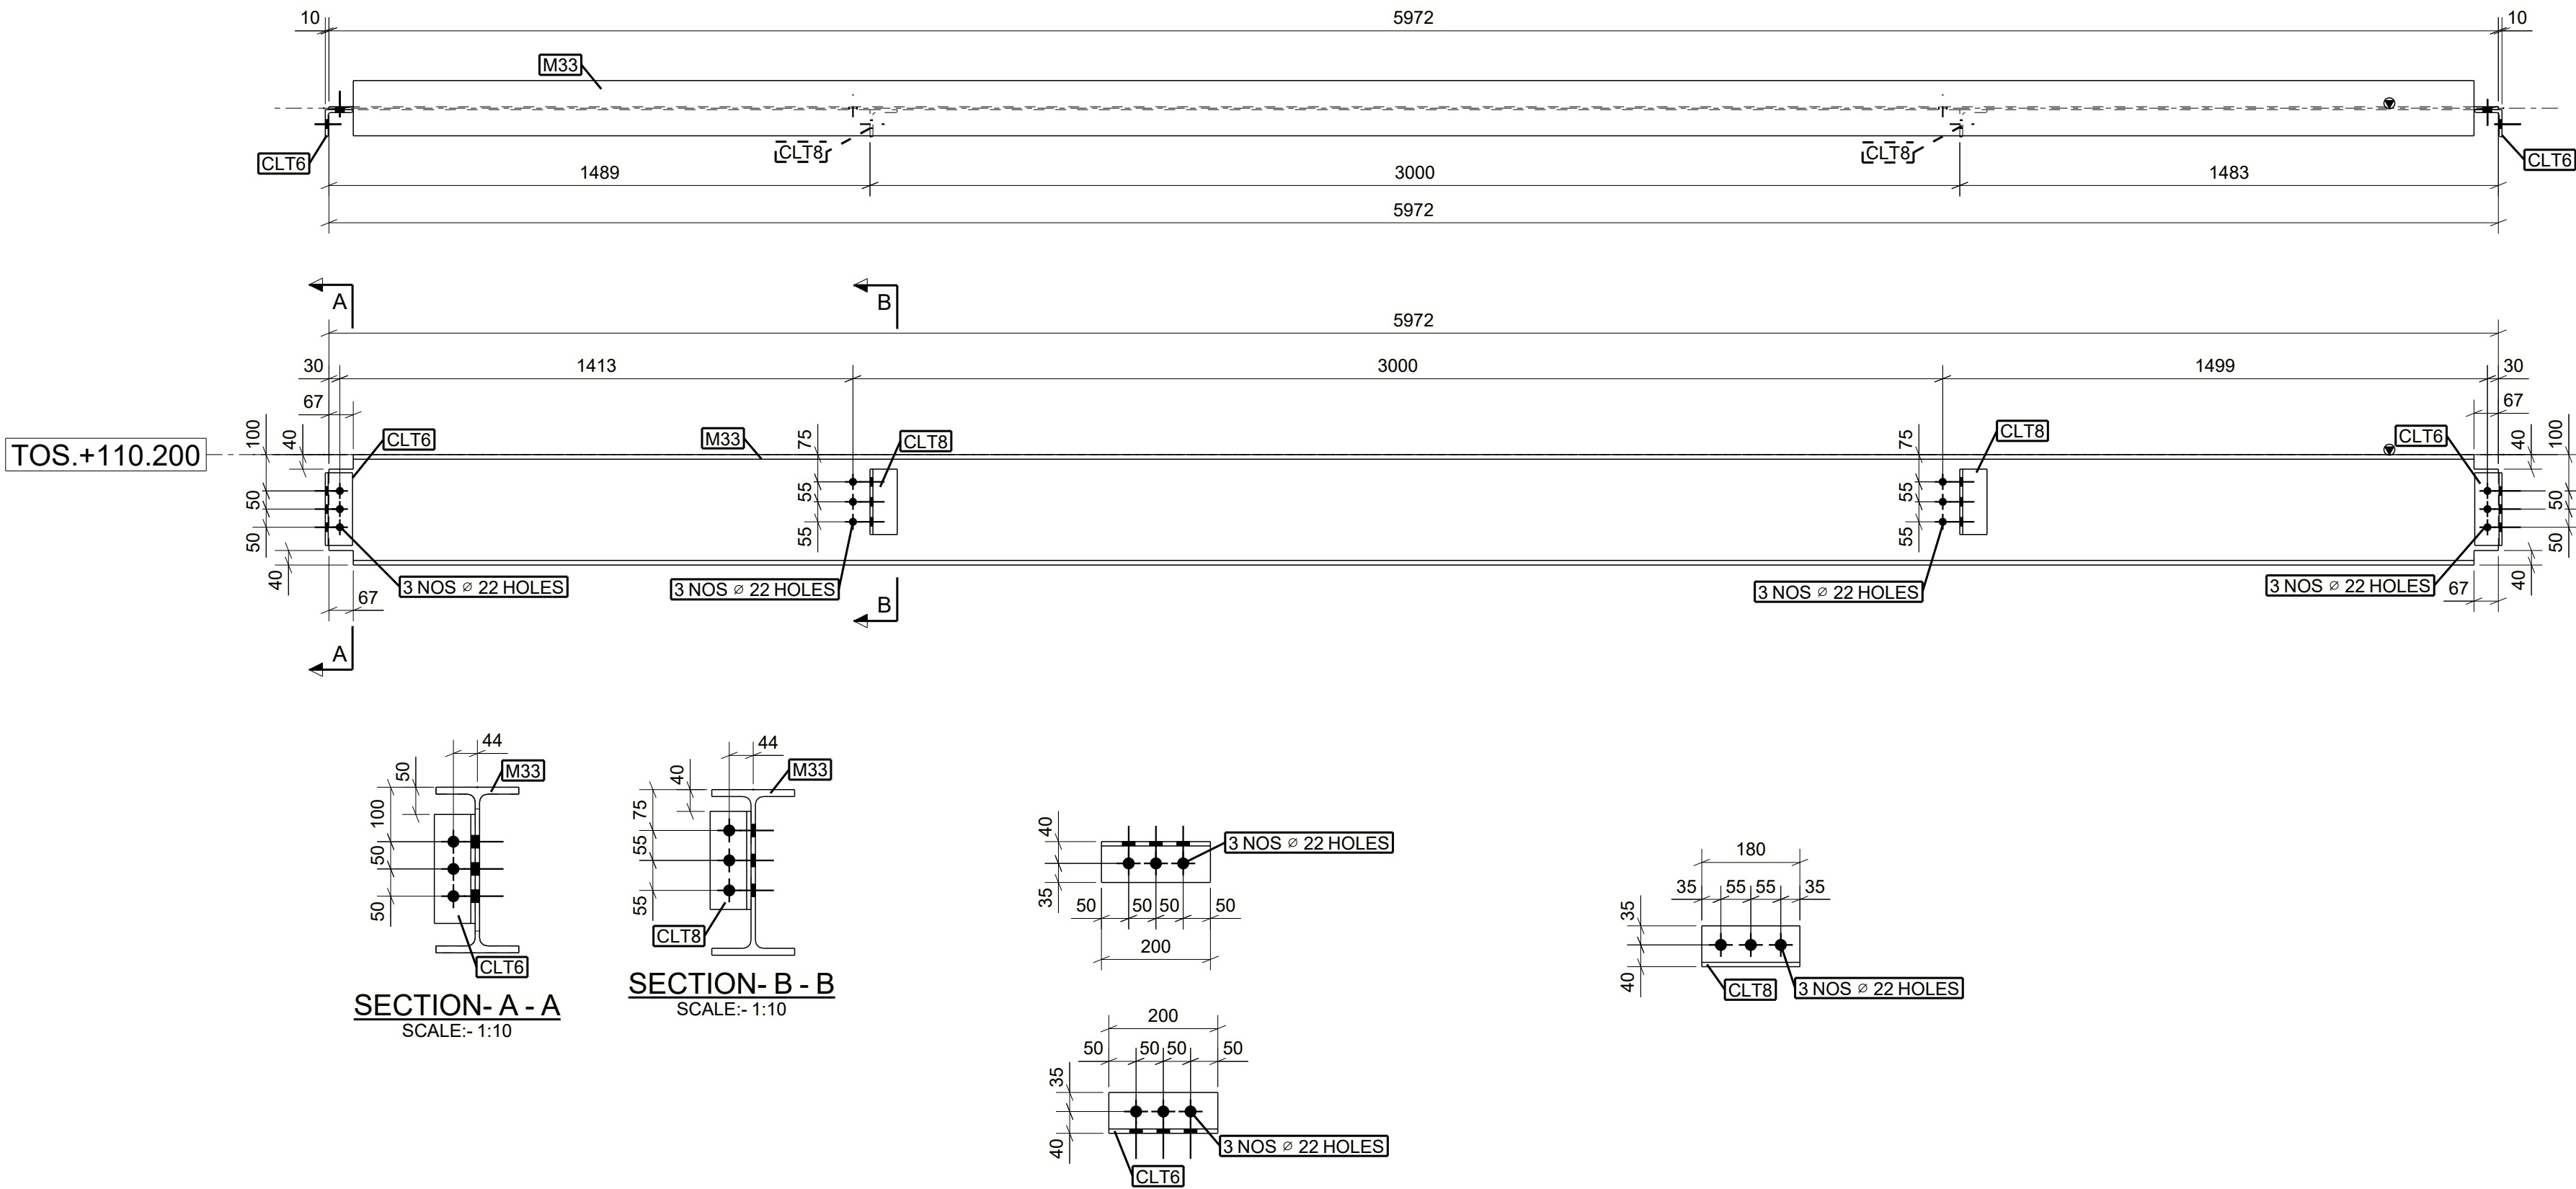 10 5972 10
M33
CLT6 CLT8 CLT8 CLT6
1489 3000 1483
5972
A B
5972
30 1413 3000 1499 30
67 67
100 40 75 75 40 100
TOS.+110.200
CLT6 M33 CLT8 CLT8 CLT6
50 55 55 50
50 55 55 50
40 40
3 NOS ⌀ 22 HOLES 3 NOS ⌀ 22 HOLES 3 NOS ⌀ 22 HOLES 3 NOS ⌀ 22 HOLES
67 67
B
A
44
50
M33
100
50
50
CLT6
SECTION- A - A
SCALE:- 1:10
44
40
M33
75
55
55
CLT8
SECTION- B - B
SCALE:- 1:10
40
3 NOS ⌀ 22 HOLES
35
50 50 50 50
200
200
50 50 50 50
35
40
3 NOS ⌀ 22 HOLES
CLT6
180
35 55 55 35
35
40
CLT8
3 NOS ⌀ 22 HOLES